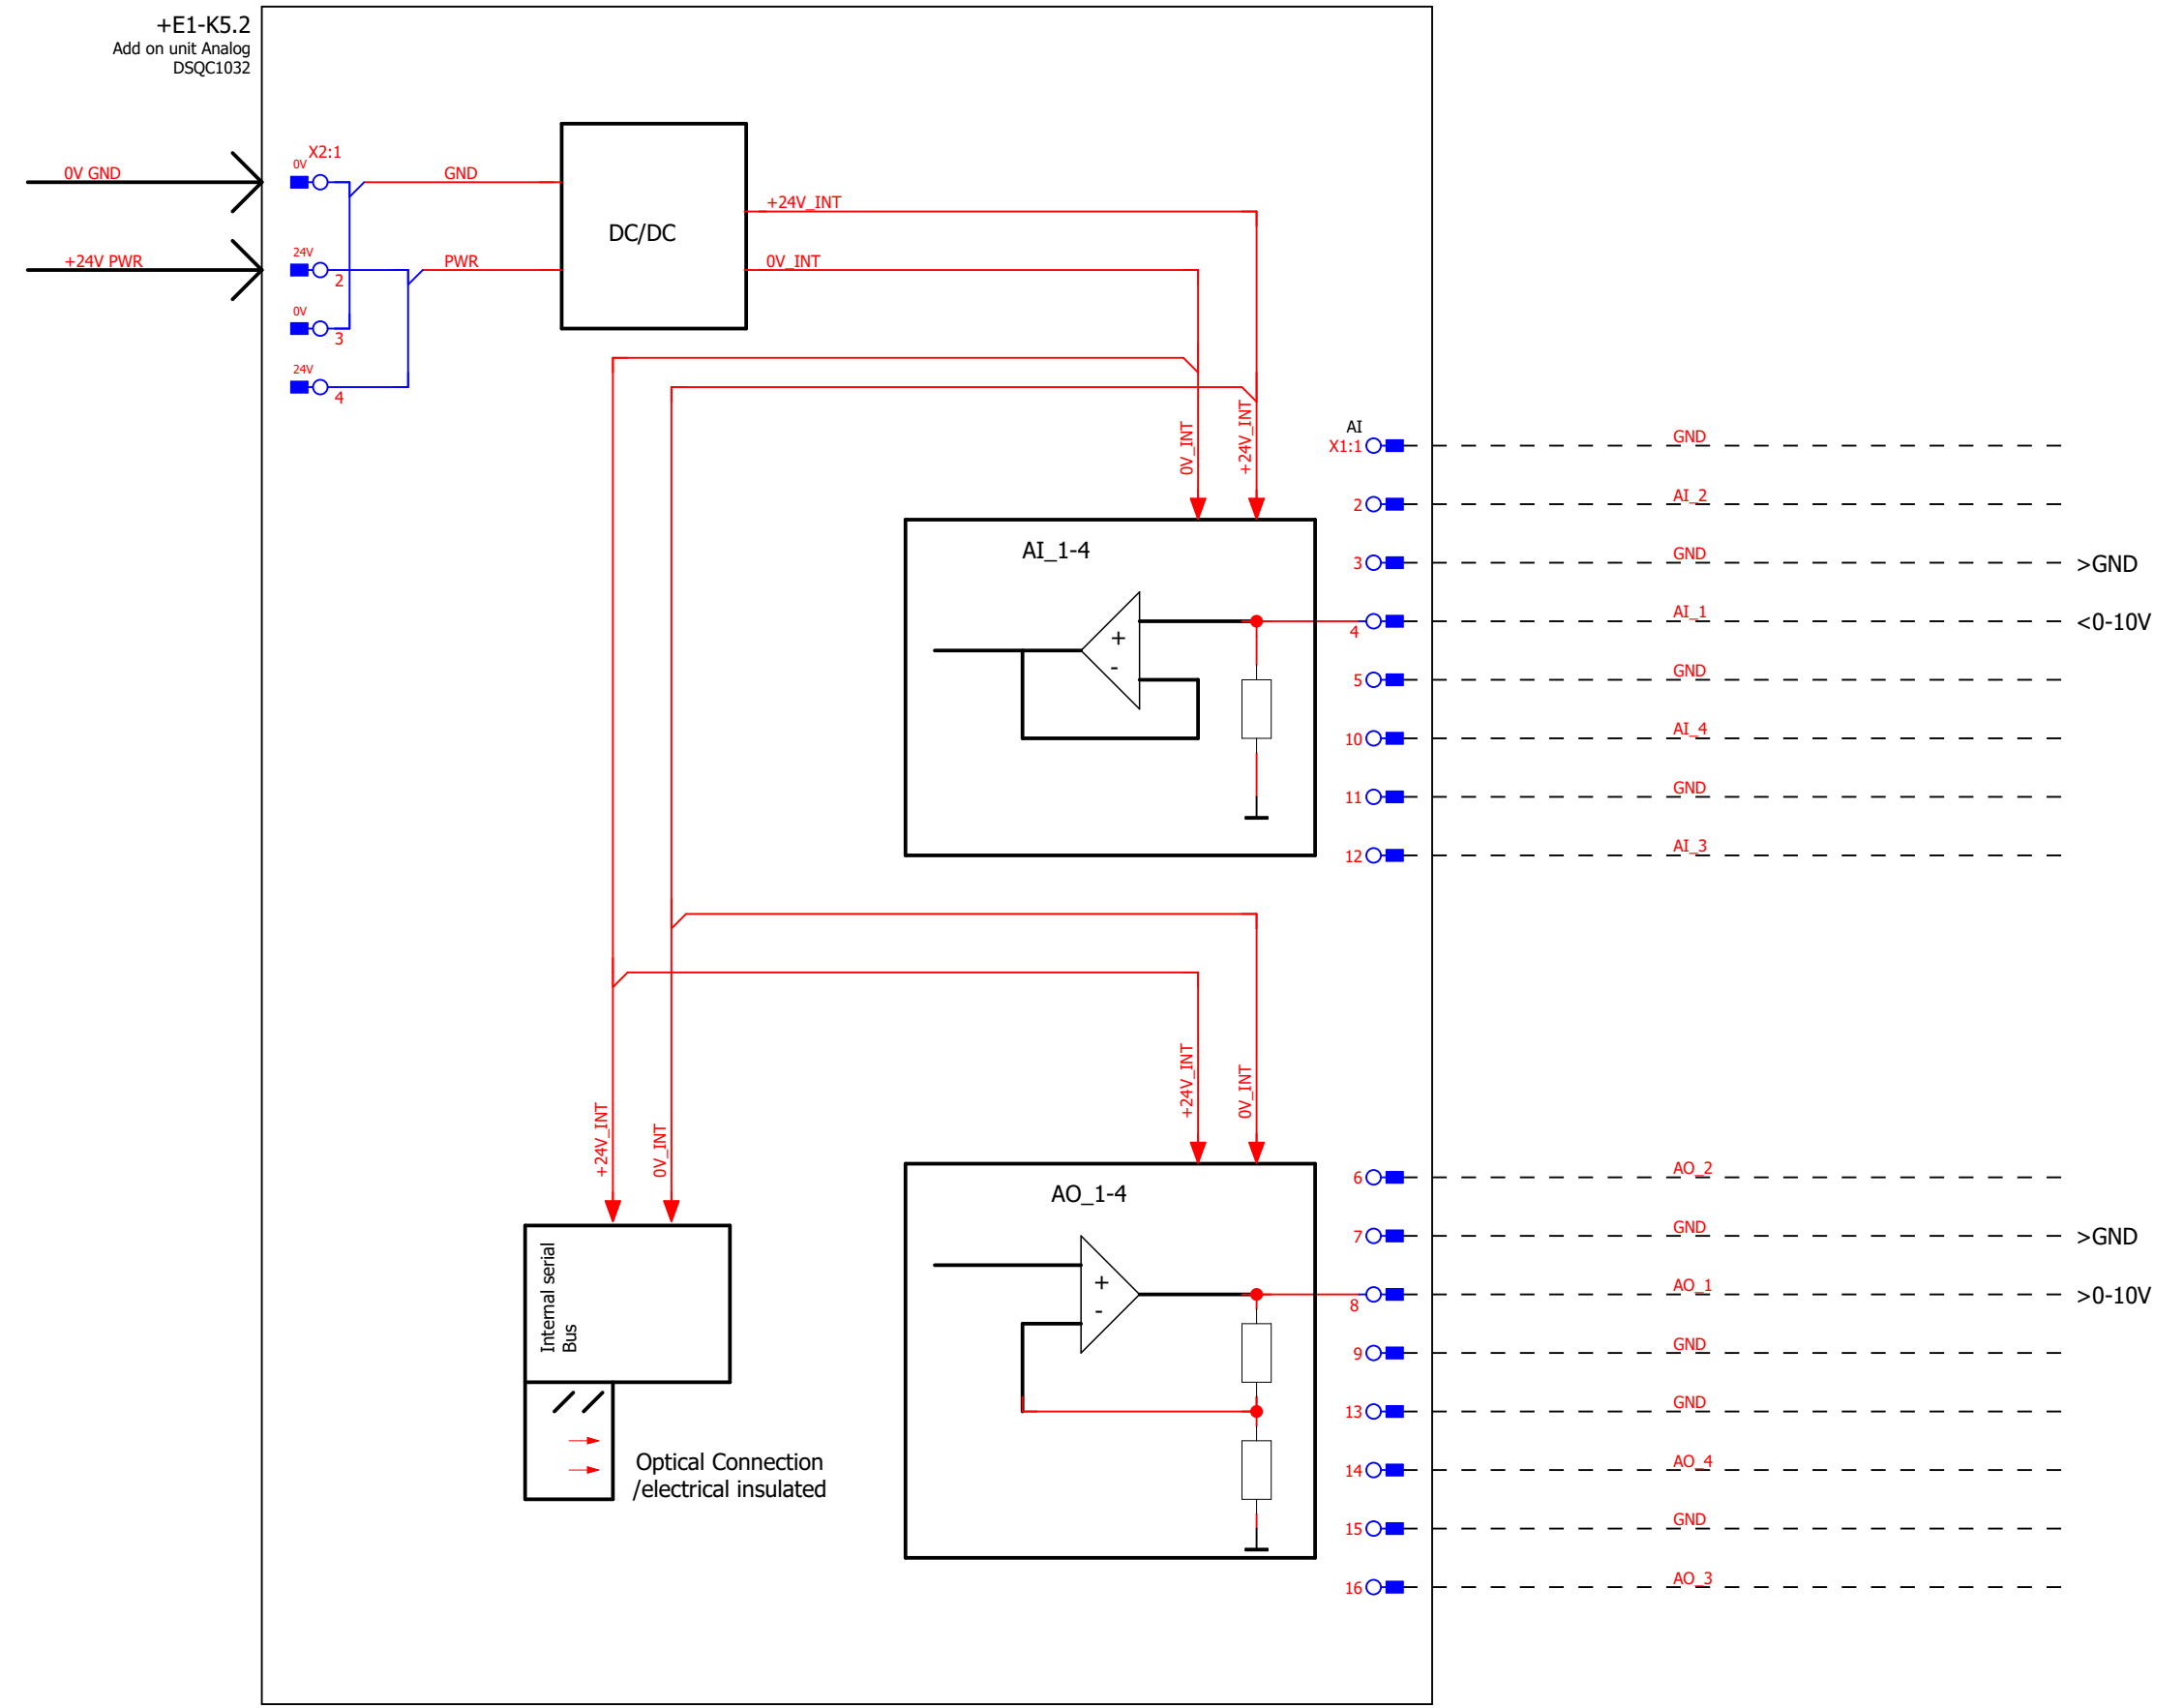 +E1-K5.2
Add on unit Analog
DSQC1032
0V GND
+24V PWR
X2:1
0V
24V
2
0V
3
24V
4
GND
PWR
DC/DC
+24V_INT
0V_INT
0V_INT
+24V_INT
AI
X1:1
GND
2
AI_2
3
GND
>GND
4
AI_1
<0-10V
5
GND
10
AI_4
11
GND
12
AI_3
AI_1-4
+
-
+24V_INT
0V_INT
+24V_INT
0V_INT
Internal serial
Bus
Optical Connection
/electrical insulated
AO_1-4
+
-
6
AO_2
7
GND
>GND
8
AO_1
>0-10V
9
GND
13
GND
14
AO_4
15
GND
16
AO_3